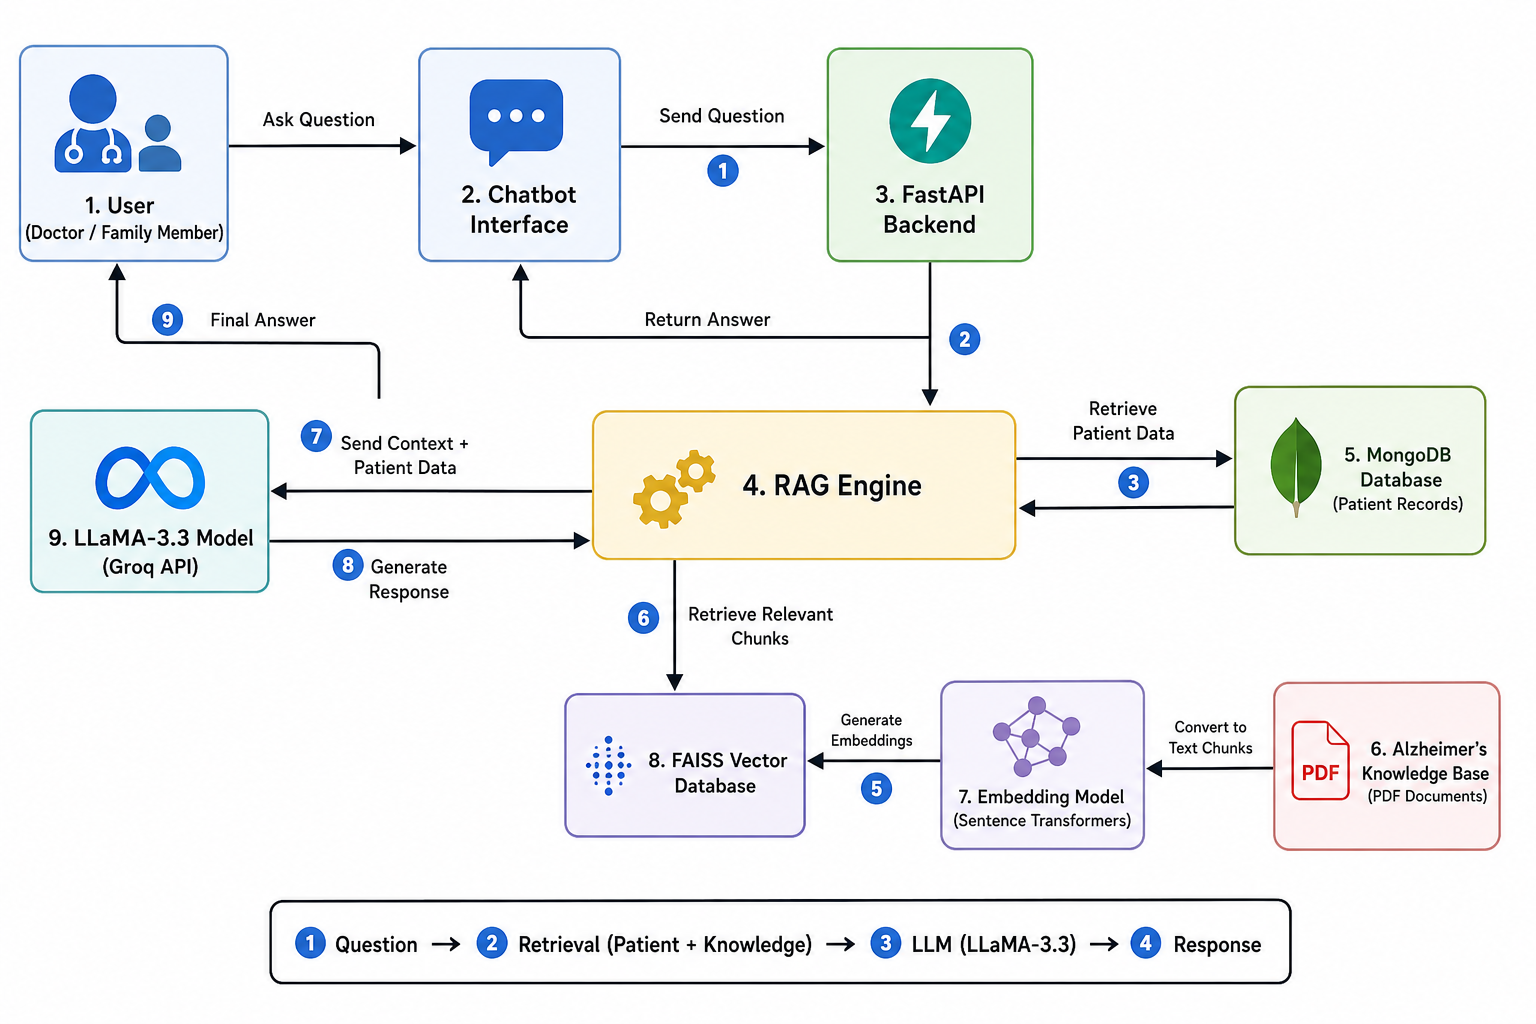 1. User
(Doctor / Family Member)
Ask Question
2. Chatbot
Interface
Send Question
1
3. FastAPI
Backend
9
Final Answer
Return Answer
2
7
Send Context +
Patient Data
9. LLaMA-3.3 Model
(Groq API)
8
Generate
Response
4. RAG Engine
Retrieve
Patient Data
3
5. MongoDB
Database
(Patient Records)
6
Retrieve Relevant
Chunks
8. FAISS Vector
Database
Generate
Embeddings
5
7. Embedding Model
(Sentence Transformers)
Convert to
Text Chunks
PDF
6. Alzheimer's
Knowledge Base
(PDF Documents)
1 Question → 2 Retrieval (Patient + Knowledge) → 3 LLM (LLaMA-3.3) → 4 Response